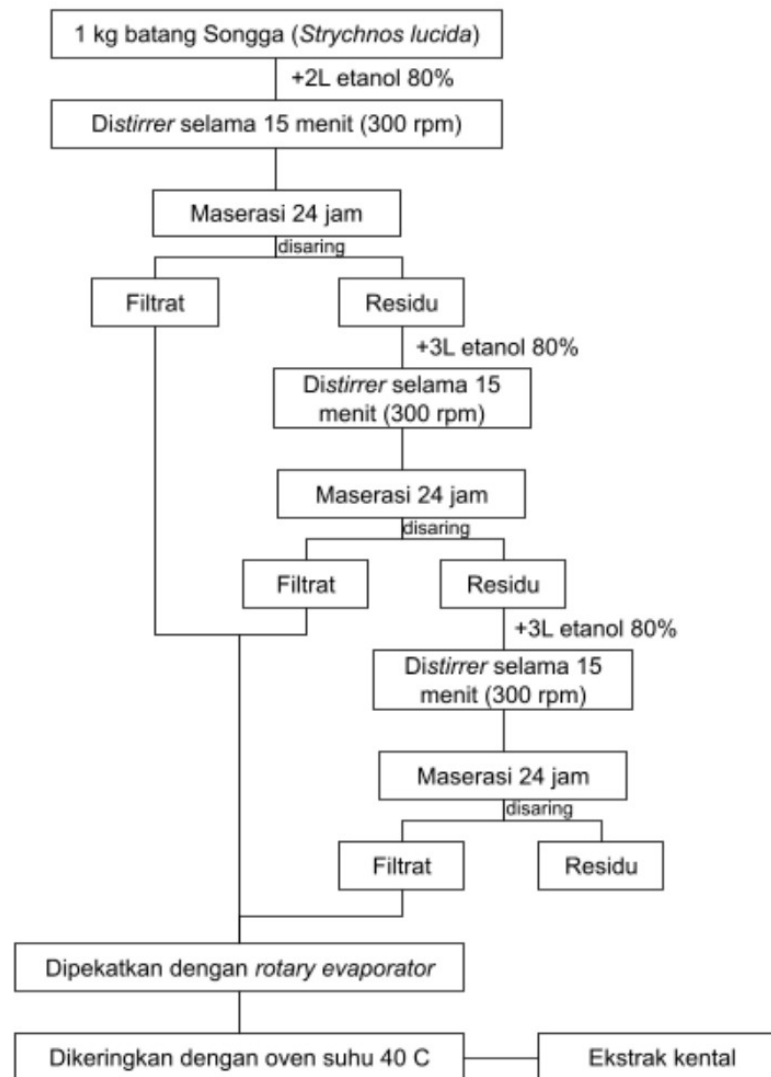 1 kg batang Songga (Strychnos lucida)
+2L etanol 80%
Distirrer selama 15 menit (300 rpm)
Maserasi 24 jam
disaring
Filtrat
Residu
+3L etanol 80%
Distirrer selama 15
menit (300 rpm)
Maserasi 24 jam
disaring
Filtrat
Residu
+3L etanol 80%
Distirrer selama 15
menit (300 rpm)
Maserasi 24 jam
disaring
Filtrat
Residu
Dipekatkan dengan rotary evaporator
Dikeringkan dengan oven suhu 40 C
Ekstrak kental